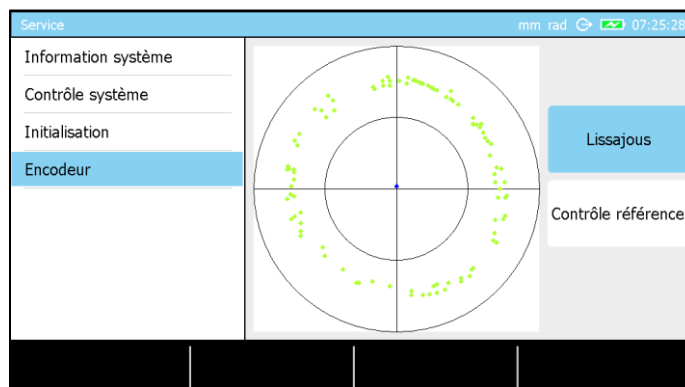 Service
mm rad 07:25:28
Information système
Contrôle système
Initialisation
Encodeur
Lissajous
Contrôle référence